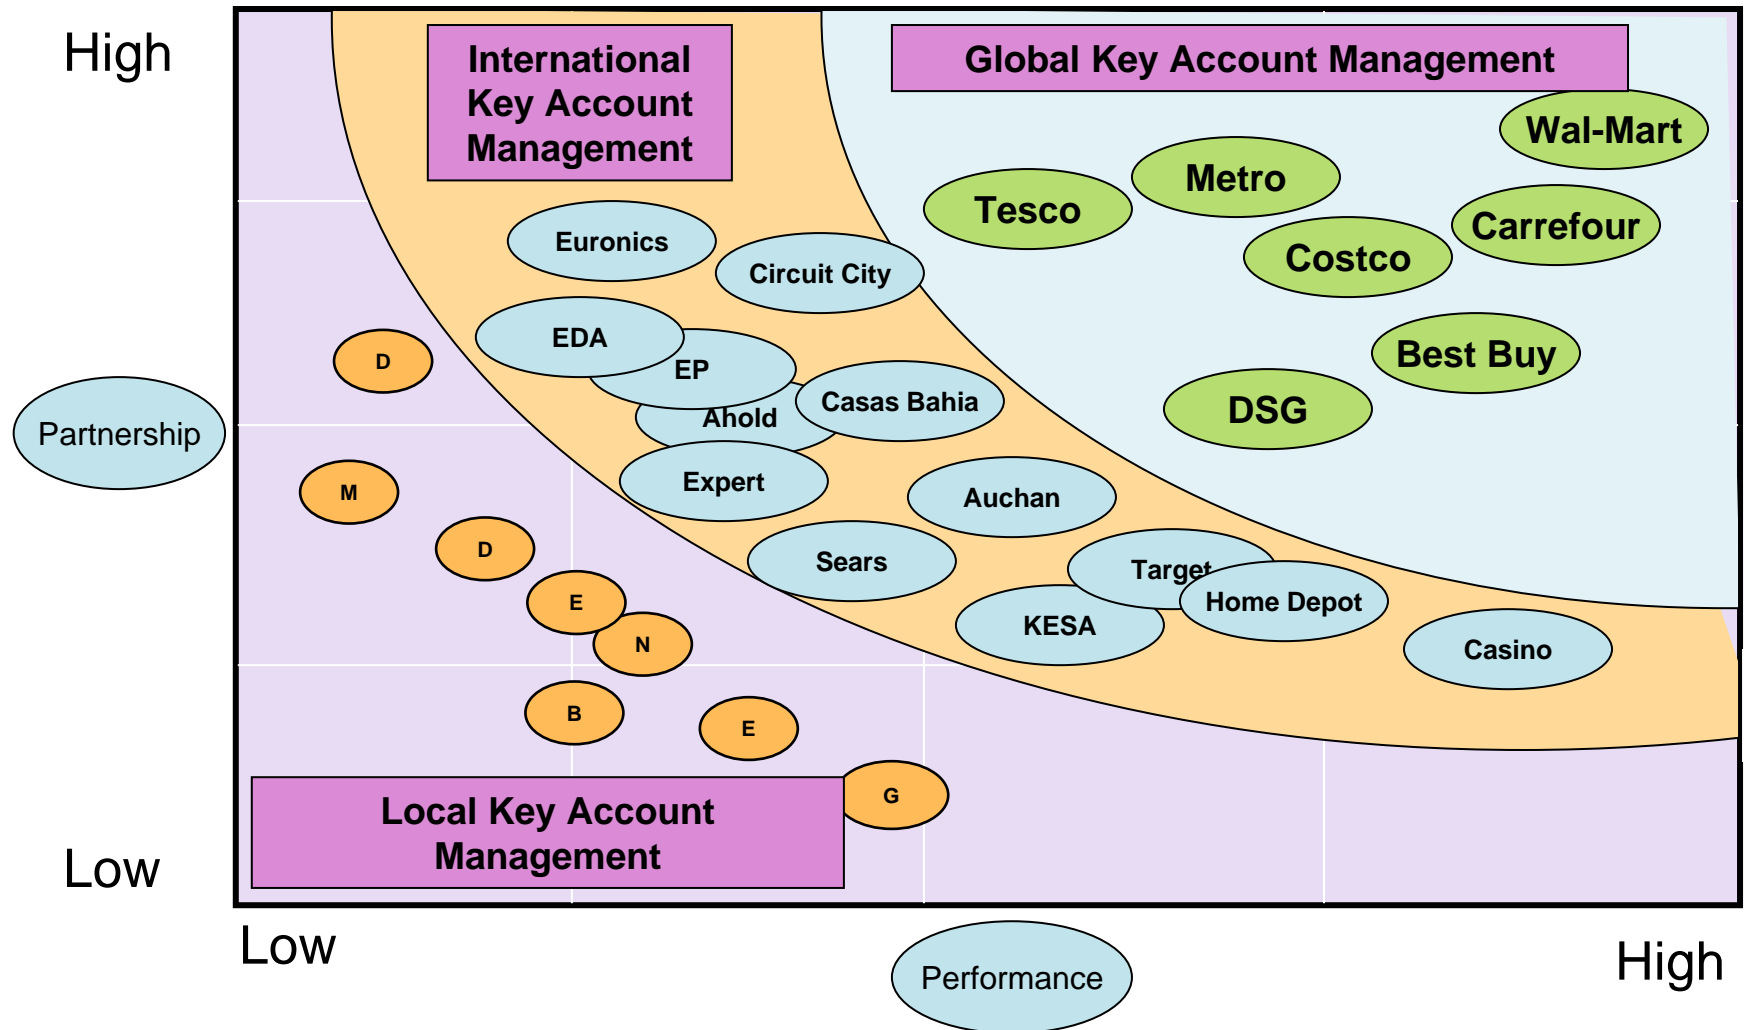 High
International
Key Account
Management
Global Key Account Management
Wal-Mart
Metro
Tesco
Carrefour
Costco
Euronics
Circuit City
EDA
Best Buy
D
EP
Casas Bahia
DSG
Ahold
Partnership
Expert
M
Auchan
D
Sears
Target
E
Home Depot
KESA
N
Casino
B
E
G
Local Key Account
Management
Low
Low
High
Performance